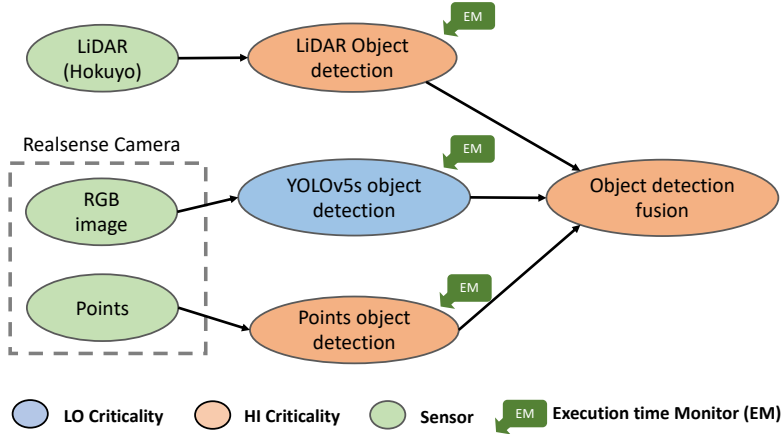 EM
LiDAR
(Hokuyo)
LiDAR Object
detection
Realsense Camera
EM
RGB
image
YOLOv5s object
detection
Object detection
fusion
EM
Points
Points object
detection
LO Criticality
HI Criticality
Sensor
EM
Execution time Monitor (EM)